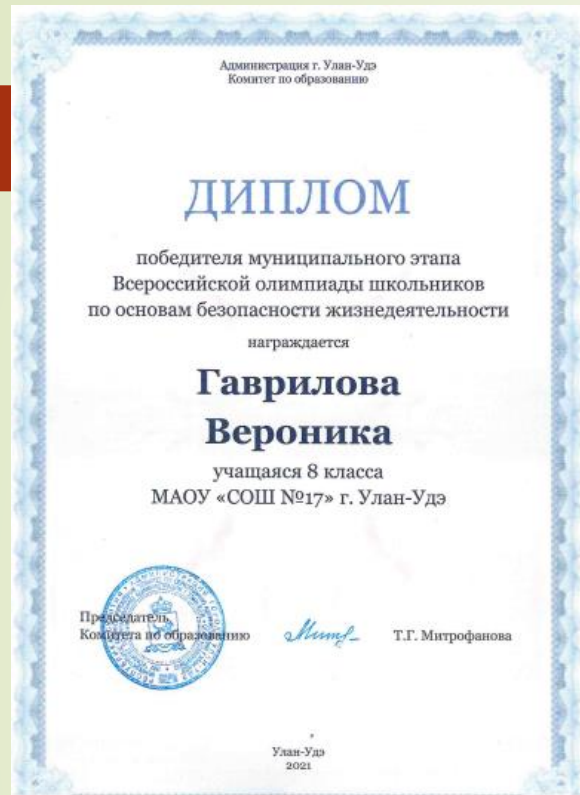 Администрация г. Улан-Удэ
Комитет по образованию
ДИПЛОМ
победителя муниципального этапа
Всероссийской олимпиады школьников
по основам безопасности жизнедеятельности
награждается
Гаврилова
Вероника
учащаяся 8 класса
МАОУ «СОШ №17» г. Улан-Удэ
Председатель
Комитета по образованию
Т.Г. Митрофанова
Улан-Удэ
2021